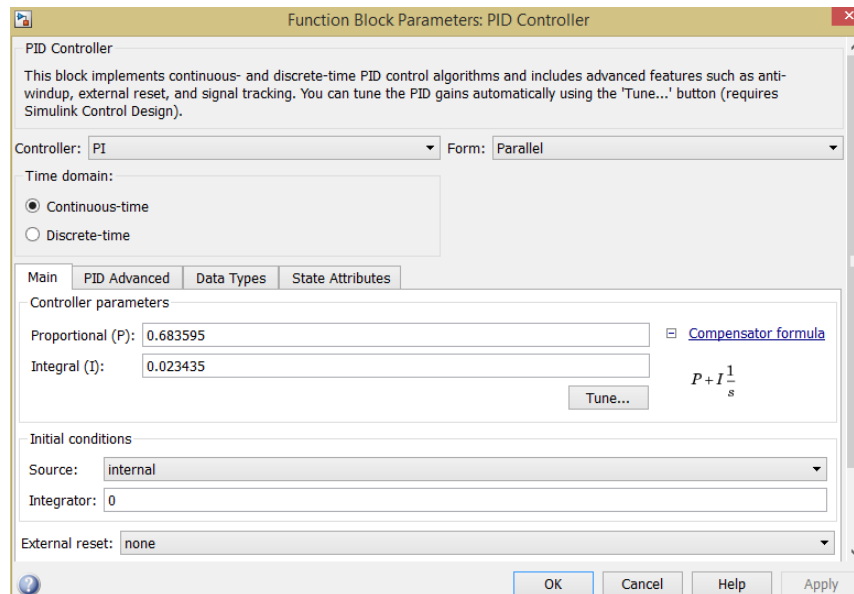 Function Block Parameters: PID Controller
PID Controller
This block implements continuous- and discrete-time PID control algorithms and includes advanced features such as anti-
windup, external reset, and signal tracking. You can tune the PID gains automatically using the 'Tune...' button (requires
Simulink Control Design).
Controller: PI Form: Parallel
Time domain:
Continuous-time
Discrete-time
Main PID Advanced Data Types State Attributes
Controller parameters
Proportional (P): 0.683595 Compensator formula
Integral (I): 0.023435
P + I 1/s
Tune...
Initial conditions
Source: internal
Integrator: 0
External reset: none
? OK Cancel Help Apply